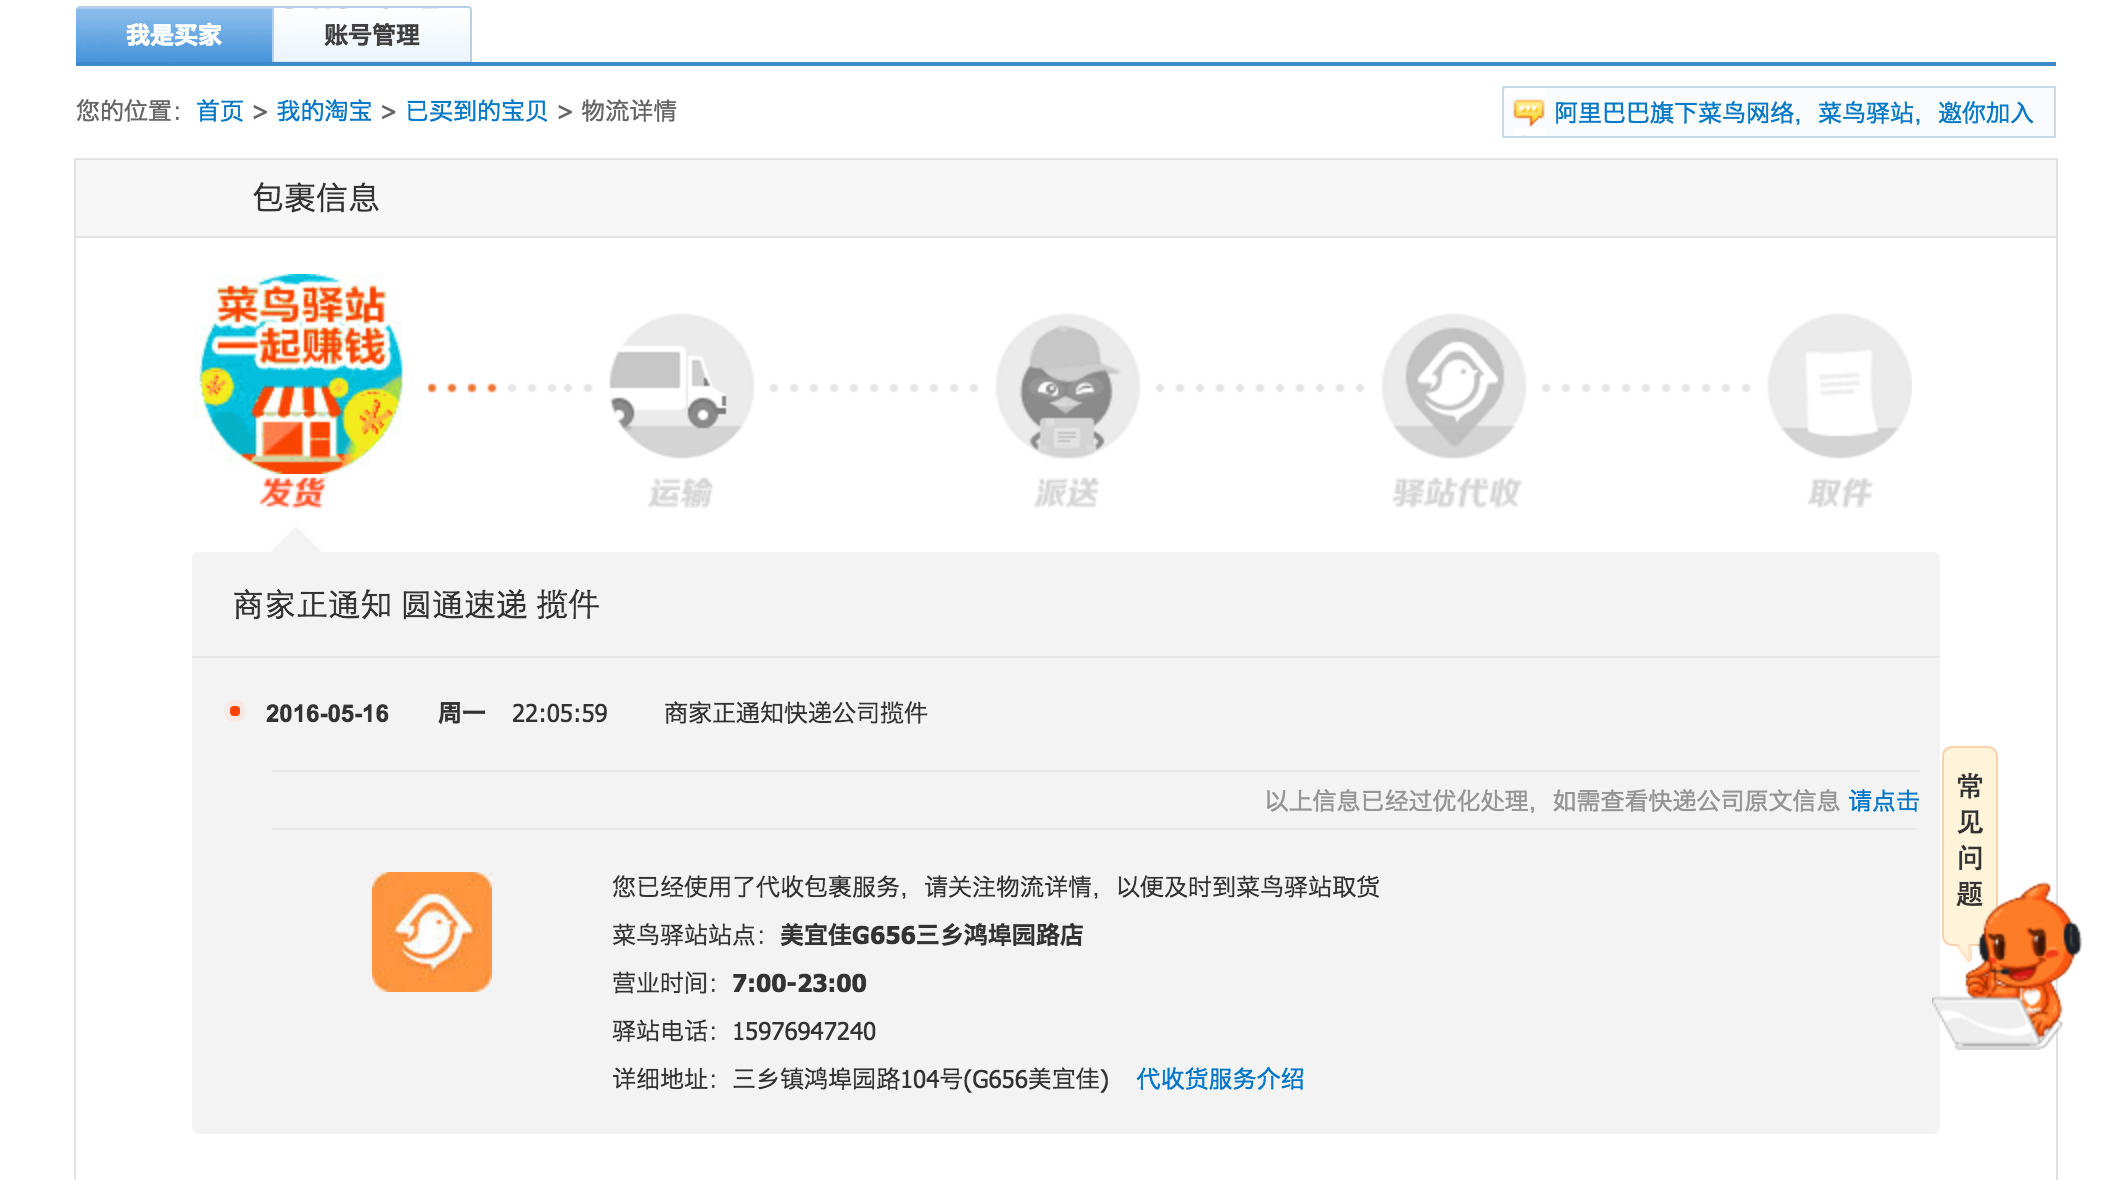 我是买家
账号管理
您的位置：首页 > 我的淘宝 > 已买到的宝贝 > 物流详情
阿里巴巴旗下菜鸟网络，菜鸟驿站，邀你加入
包裹信息
菜鸟驿站
一起赚钱
发货
运输
派送
驿站代收
取件
商家正通知 圆通速递 揽件
2016-05-16 周一 22:05:59 商家正通知快递公司揽件
以上信息已经过优化处理，如需查看快递公司原文信息 请点击
您已经使用了代收包裹服务，请关注物流详情，以便及时到菜鸟驿站取货
菜鸟驿站站点：美宜佳G656三乡鸿埠园路店
营业时间：7:00-23:00
驿站电话：15976947240
详细地址：三乡镇鸿埠园路104号(G656美宜佳) 代收货服务介绍
常见问题